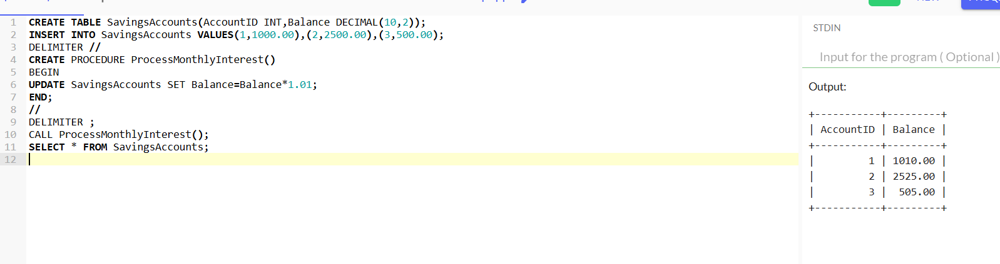 1 CREATE TABLE SavingsAccounts(AccountID INT,Balance DECIMAL(10,2));
2 INSERT INTO SavingsAccounts VALUES(1,1000.00),(2,2500.00),(3,500.00);
3 DELIMITER //
4 CREATE PROCEDURE ProcessMonthlyInterest()
5 BEGIN
6 UPDATE SavingsAccounts SET Balance=Balance*1.01;
7 END;
8 //
9 DELIMITER ;
10 CALL ProcessMonthlyInterest();
11 SELECT * FROM SavingsAccounts;
12
STDIN
Input for the program ( Optional )
Output:
+-----------+---------+
| AccountID | Balance |
+-----------+---------+
|         1 | 1010.00 |
|         2 | 2525.00 |
|         3 |  505.00 |
+-----------+---------+